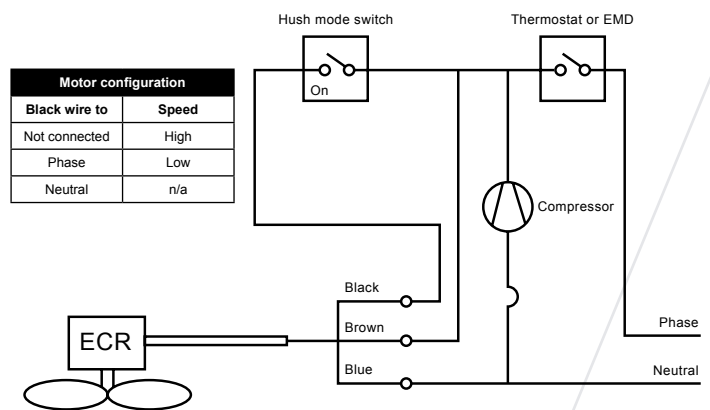 Hush mode switch
Thermostat or EMD
On
Motor configuration
Black wire to Speed
Not connected High
Phase Low
Neutral n/a
Compressor
Black
Brown
Blue
ECR
Phase
Neutral